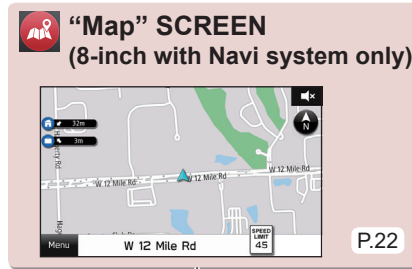 “Map” SCREEN
(8-inch with Navi system only)
N
32m
3m
W 12 Mile Rd
W 12 Mile Rd
W 12 Mile Rd
Menu
W 12 Mile Rd
SPEED
LIMIT
45
P.22